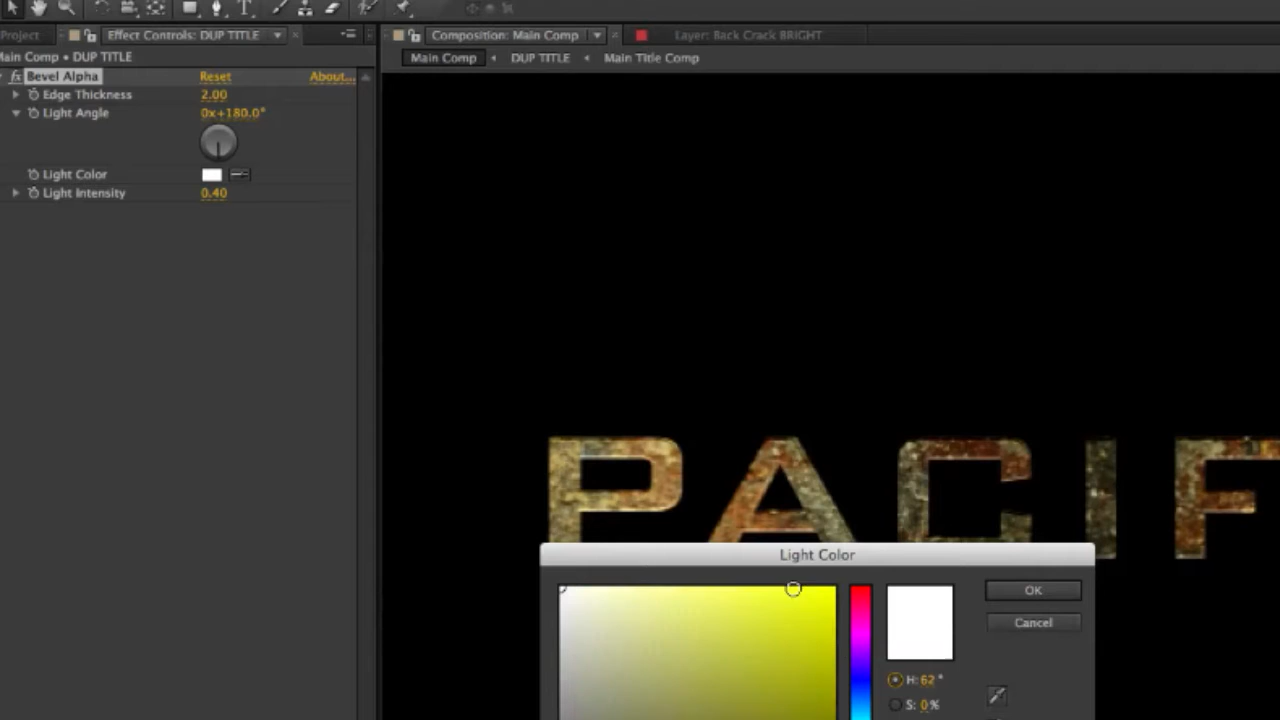 Project Effect Controls: DUP TITLE Composition: Main Comp Layer: Back Crack BRIGHT
Main Comp • DUP TITLE Main Comp DUP TITLE Main Title Comp
fx Bevel Alpha Reset About...
Edge Thickness 2.00
Light Angle 0x+180.0°
Light Color
Light Intensity 0.40
PACIF
Light Color
OK
Cancel
H: 62 °
S: 0 %